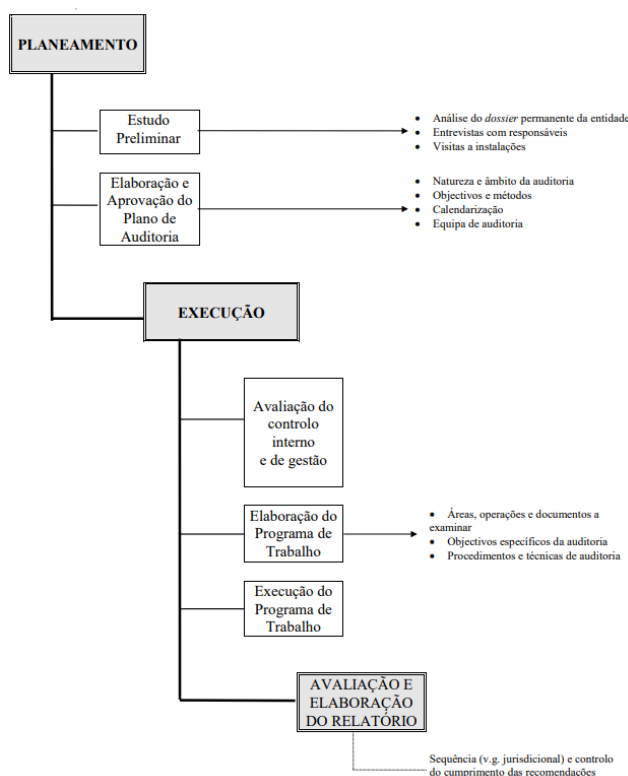 PLANEAMENTO
Estudo
Preliminar
• Análise do dossier permanente da entidade
• Entrevistas com responsáveis
• Visitas a instalações
Elaboração e
Aprovação do
Plano de
Auditoria
• Natureza e âmbito da auditoria
• Objectivos e métodos
• Calendarização
• Equipa de auditoria
EXECUÇÃO
Avaliação do
controlo
interno
e de gestão
Elaboração do
Programa de
Trabalho
• Áreas, operações e documentos a
examinar
• Objectivos específicos da auditoria
• Procedimentos e técnicas de auditoria
Execução do
Programa de
Trabalho
AVALIAÇÃO E
ELABORAÇÃO
DO RELATÓRIO
Sequência (v.g. jurisdicional) e controlo
do cumprimento das recomendações